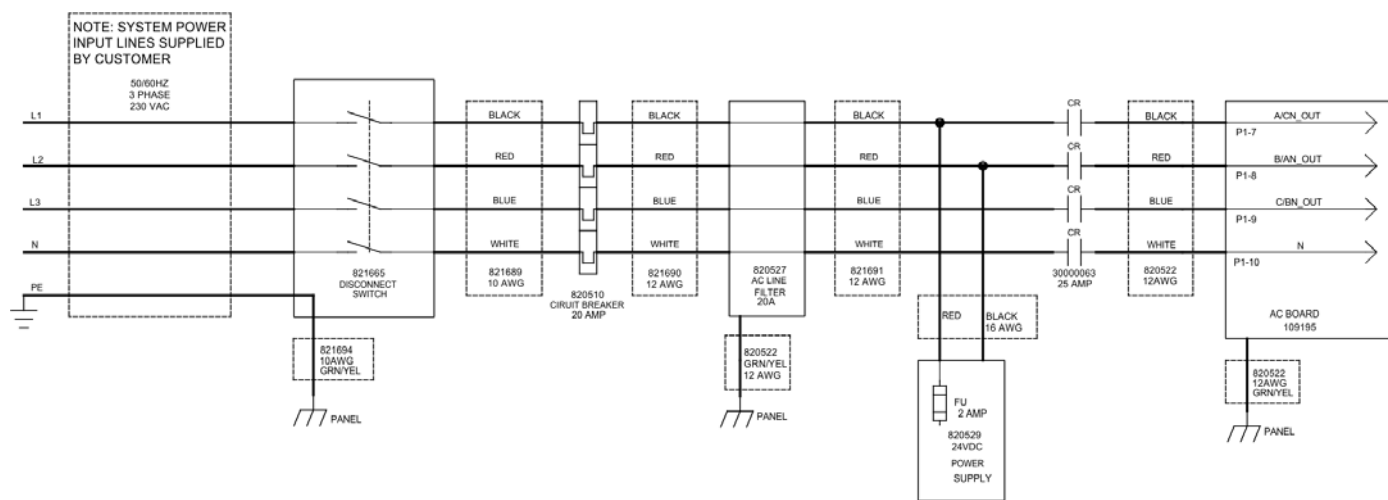 NOTE: SYSTEM POWER
INPUT LINES SUPPLIED
BY CUSTOMER
50/60HZ
3 PHASE
230 VAC
L1
BLACK
BLACK
BLACK
CR
BLACK
A/CN_OUT
P1-7
L2
RED
RED
RED
CR
RED
B/AN_OUT
P1-8
L3
BLUE
BLUE
BLUE
CR
BLUE
C/BN_OUT
P1-9
N
WHITE
WHITE
WHITE
CR
WHITE
N
P1-10
PE
821665
DISCONNECT
SWITCH
821689
10 AWG
820510
CIRUIT BREAKER
20 AMP
821690
12 AWG
820527
AC LINE
FILTER
20A
821691
12 AWG
30000063
25 AMP
820522
12AWG
AC BOARD
109195
RED
BLACK
16 AWG
821694
10AWG
GRN/YEL
PANEL
820522
GRN/YEL
12 AWG
PANEL
FU
2 AMP
820529
24VDC
POWER
SUPPLY
820522
12AWG
GRN/YEL
PANEL